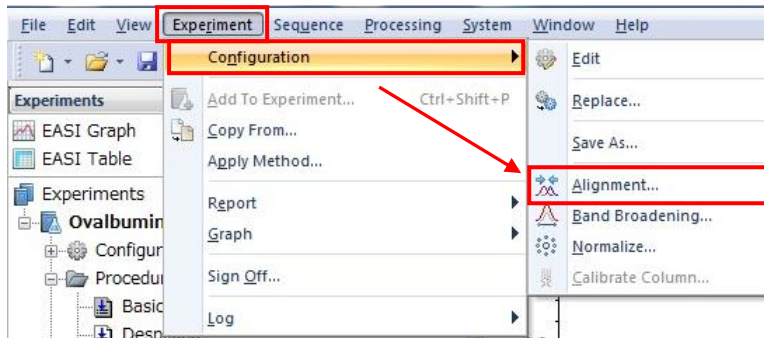 File Edit View Experiment Sequence Processing System Window Help
Configuration
Edit
Experiments
Add To Experiment... Ctrl+Shift+P
Replace...
EASI Graph
Copy From...
Save As...
EASI Table
Apply Method...
Experiments
Alignment...
Report
Ovalbumin
Band Broadening...
Graph
Configur
Normalize...
Procedu
Sign Off...
Calibrate Column...
Basic
Log